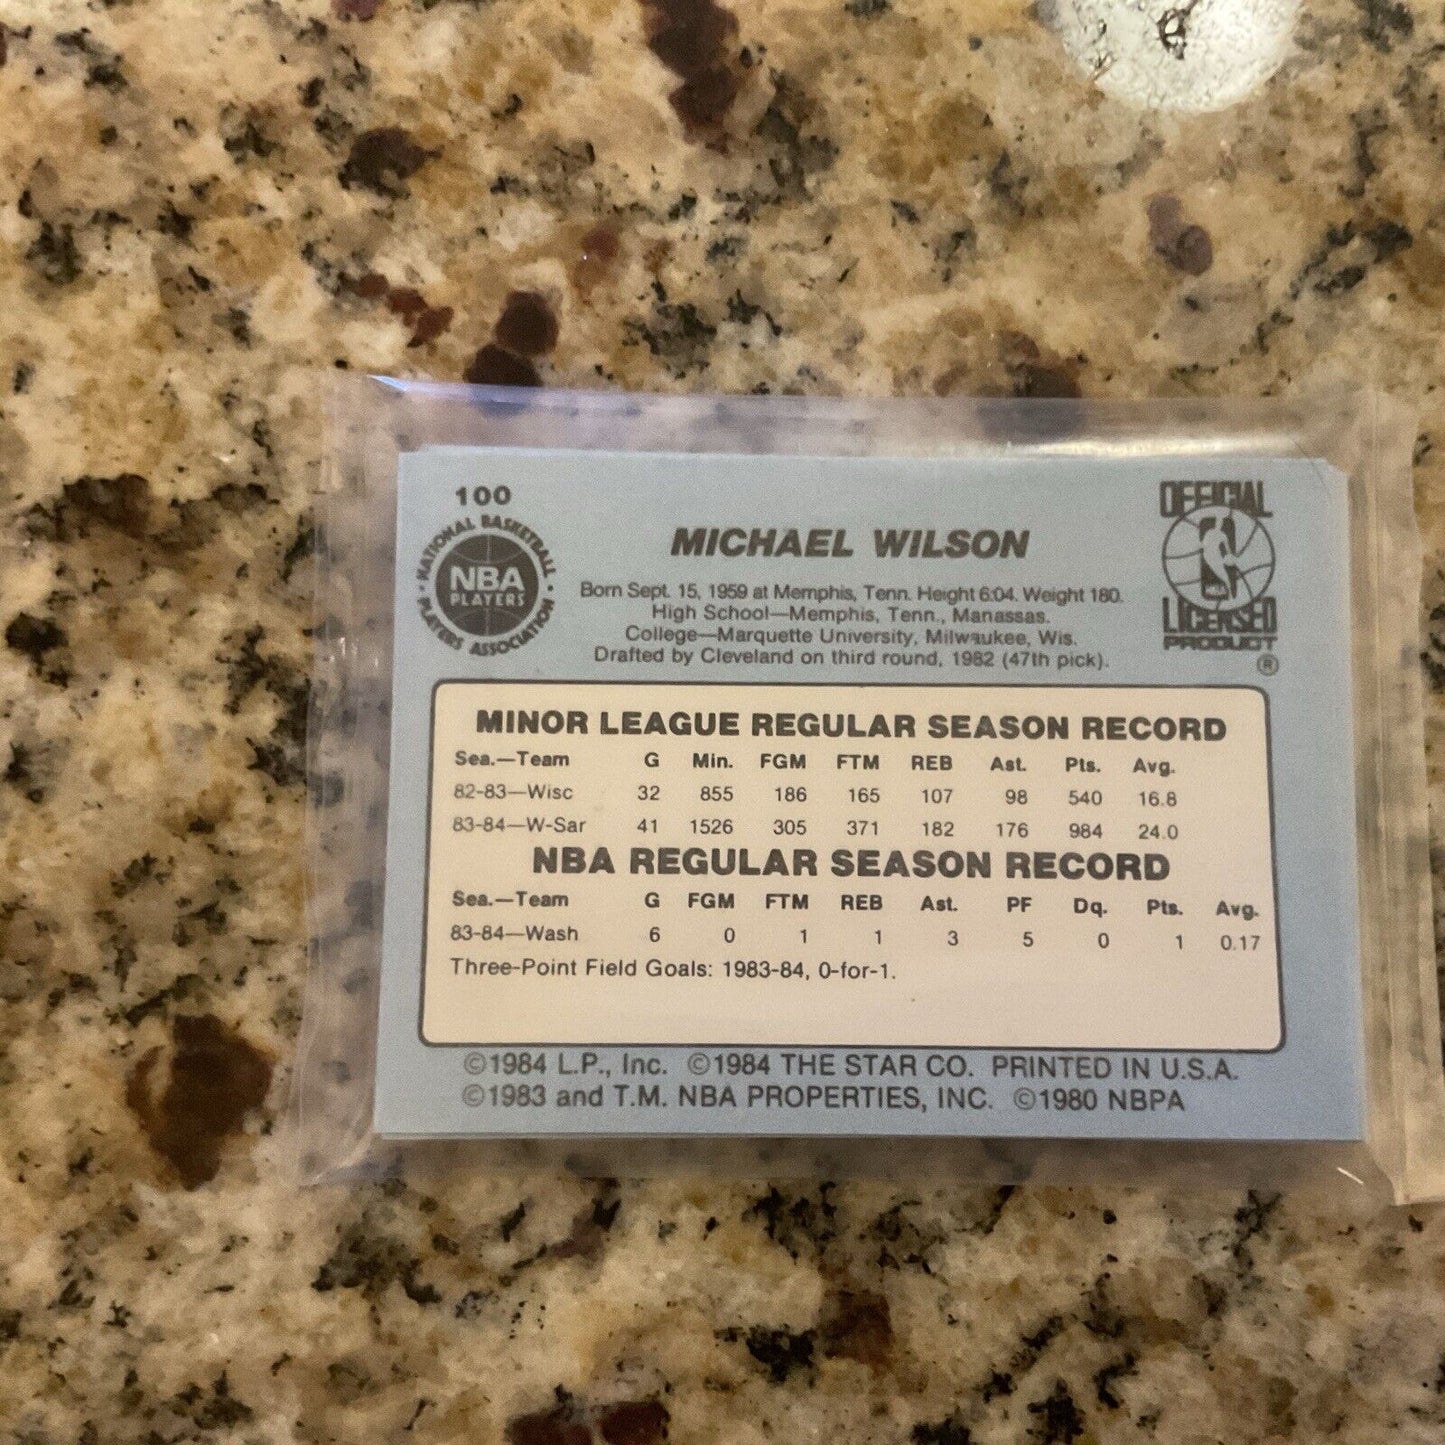 100
NATIONAL BASKETBALL
NBA
PLAYERS
PLAYERS ASSOCIATION
OFFICIAL
LICENSED
PRODUCT
®
MICHAEL WILSON
Born Sept. 15, 1959 at Memphis, Tenn. Height 6:04. Weight 180.
High School—Memphis, Tenn., Manassas.
College—Marquette University, Milwaukee, Wis.
Drafted by Cleveland on third round, 1982 (47th pick).
MINOR LEAGUE REGULAR SEASON RECORD
Sea.—Team G Min. FGM FTM REB Ast. Pts. Avg.
82-83—Wisc 32 855 186 165 107 98 540 16.8
83-84—W-Sar 41 1526 305 371 182 176 984 24.0
NBA REGULAR SEASON RECORD
Sea.—Team G FGM FTM REB Ast. PF Dq. Pts. Avg.
83-84—Wash 6 0 1 1 3 5 0 1 0.17
Three-Point Field Goals: 1983-84, 0-for-1.
©1984 L.P., Inc. ©1984 THE STAR CO. PRINTED IN U.S.A.
©1983 and T.M. NBA PROPERTIES, INC. ©1980 NBPA